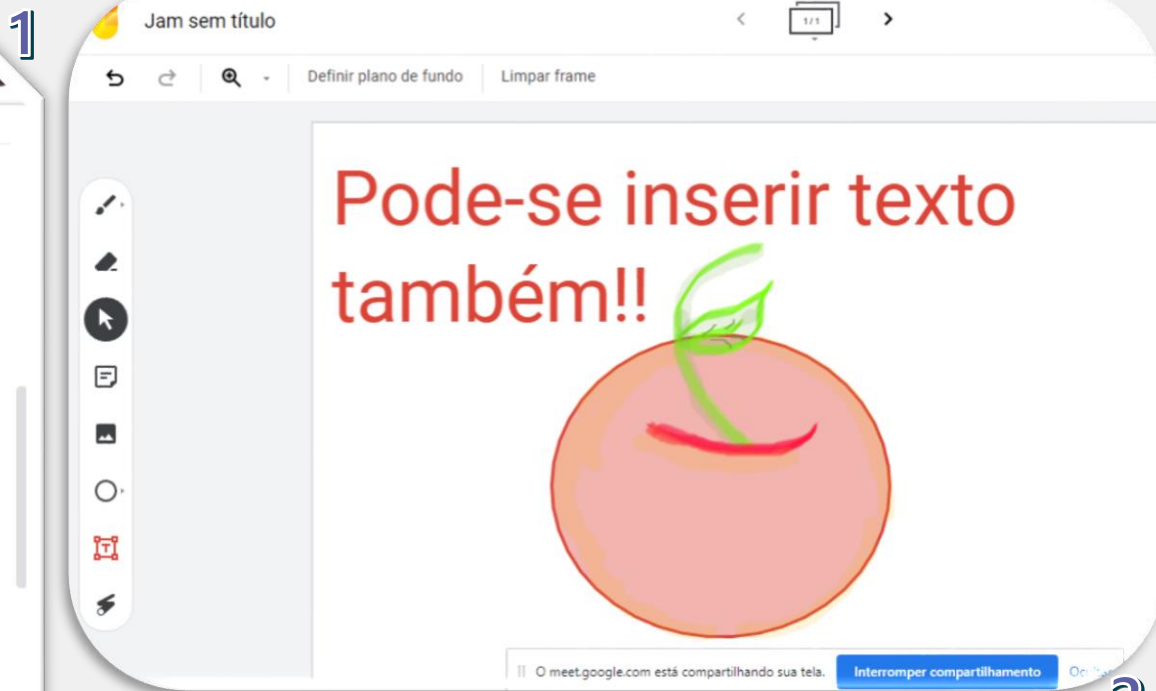 1
Jam sem título
1/1
Definir plano de fundo Limpar frame
Pode-se inserir texto
também!!
O meet.google.com está compartilhando sua tela. Interromper compartilhamento